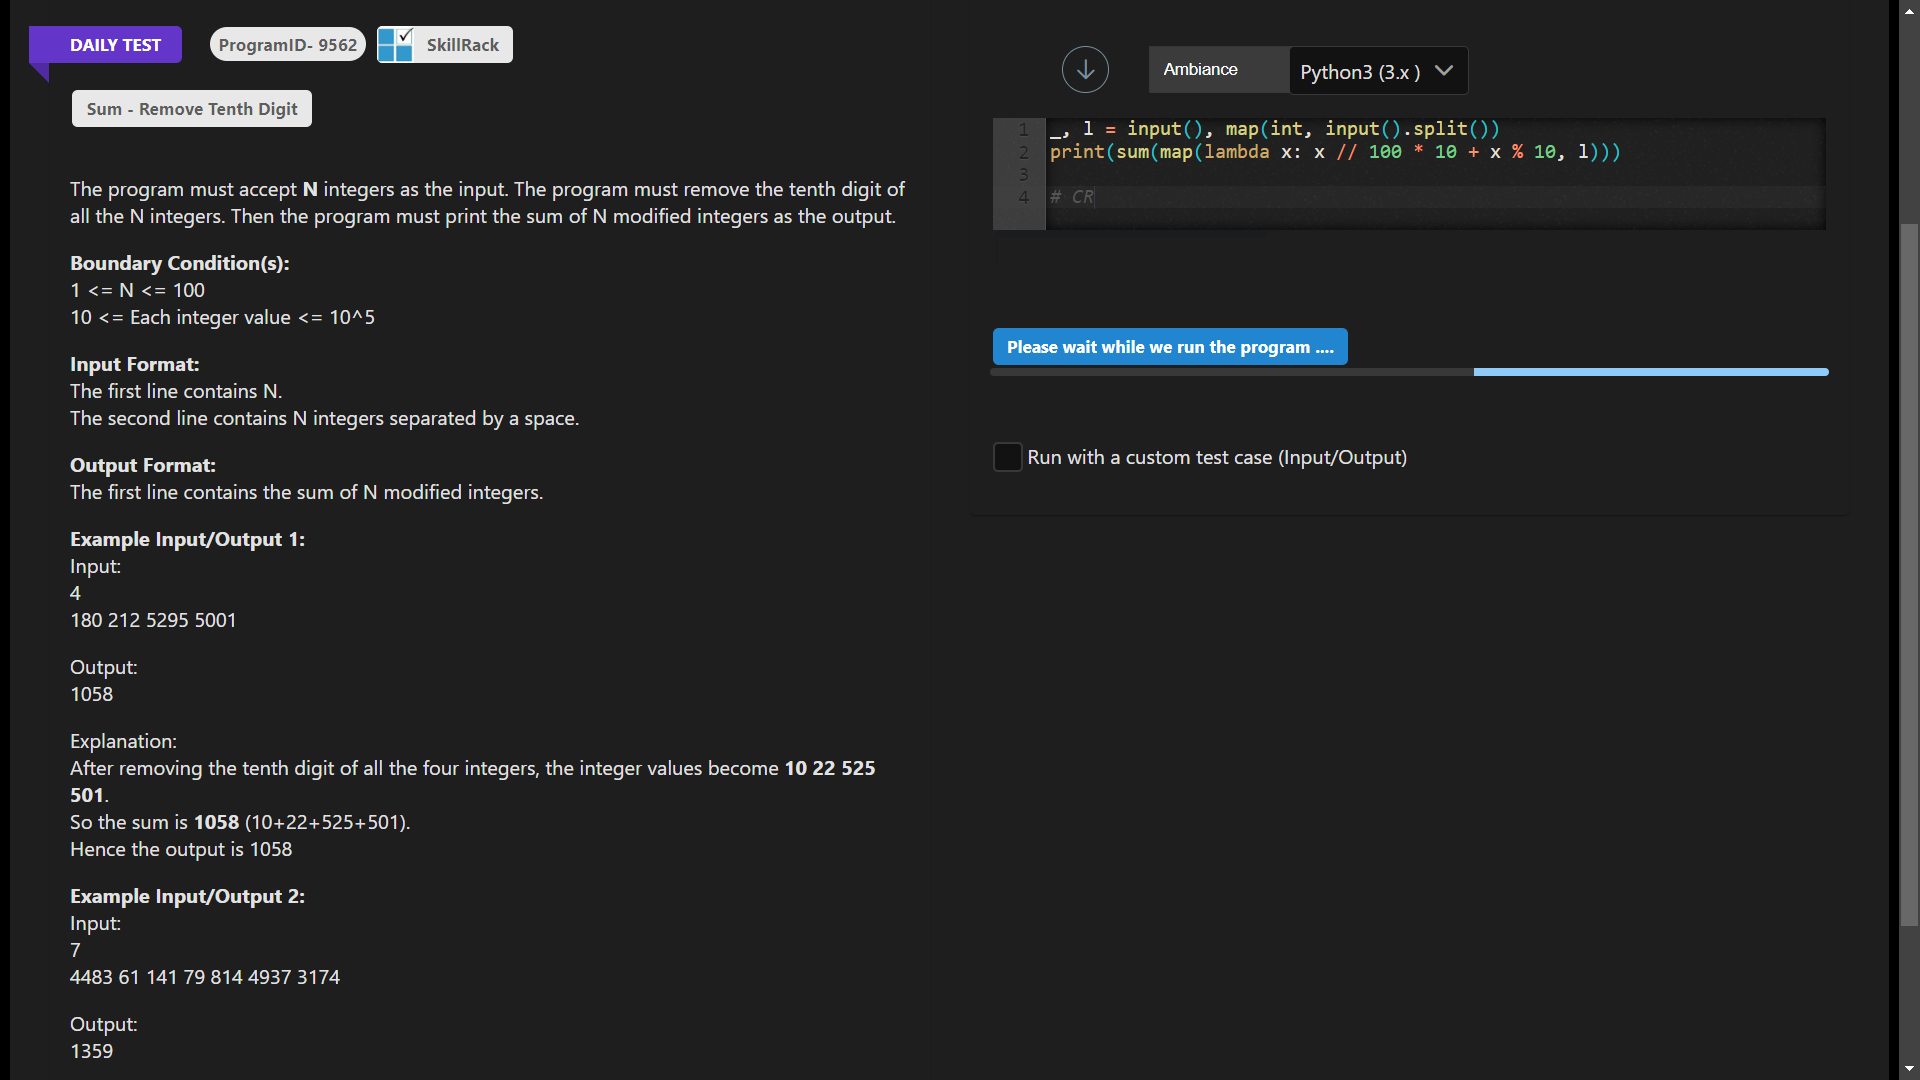 DAILY TEST
ProgramID- 9562
SkillRack
Sum - Remove Tenth Digit
The program must accept N integers as the input. The program must remove the tenth digit of
all the N integers. Then the program must print the sum of N modified integers as the output.
Boundary Condition(s):
1 <= N <= 100
10 <= Each integer value <= 10^5
Input Format:
The first line contains N.
The second line contains N integers separated by a space.
Output Format:
The first line contains the sum of N modified integers.
Example Input/Output 1:
Input:
4
180 212 5295 5001
Output:
1058
Explanation:
After removing the tenth digit of all the four integers, the integer values become 10 22 525
501.
So the sum is 1058 (10+22+525+501).
Hence the output is 1058
Example Input/Output 2:
Input:
7
4483 61 141 79 814 4937 3174
Output:
1359
Ambiance
Python3 (3.x )
1 _, l = input(), map(int, input().split())
2 print(sum(map(lambda x: x // 100 * 10 + x % 10, l)))
3
4 # CR
Please wait while we run the program ....
Run with a custom test case (Input/Output)